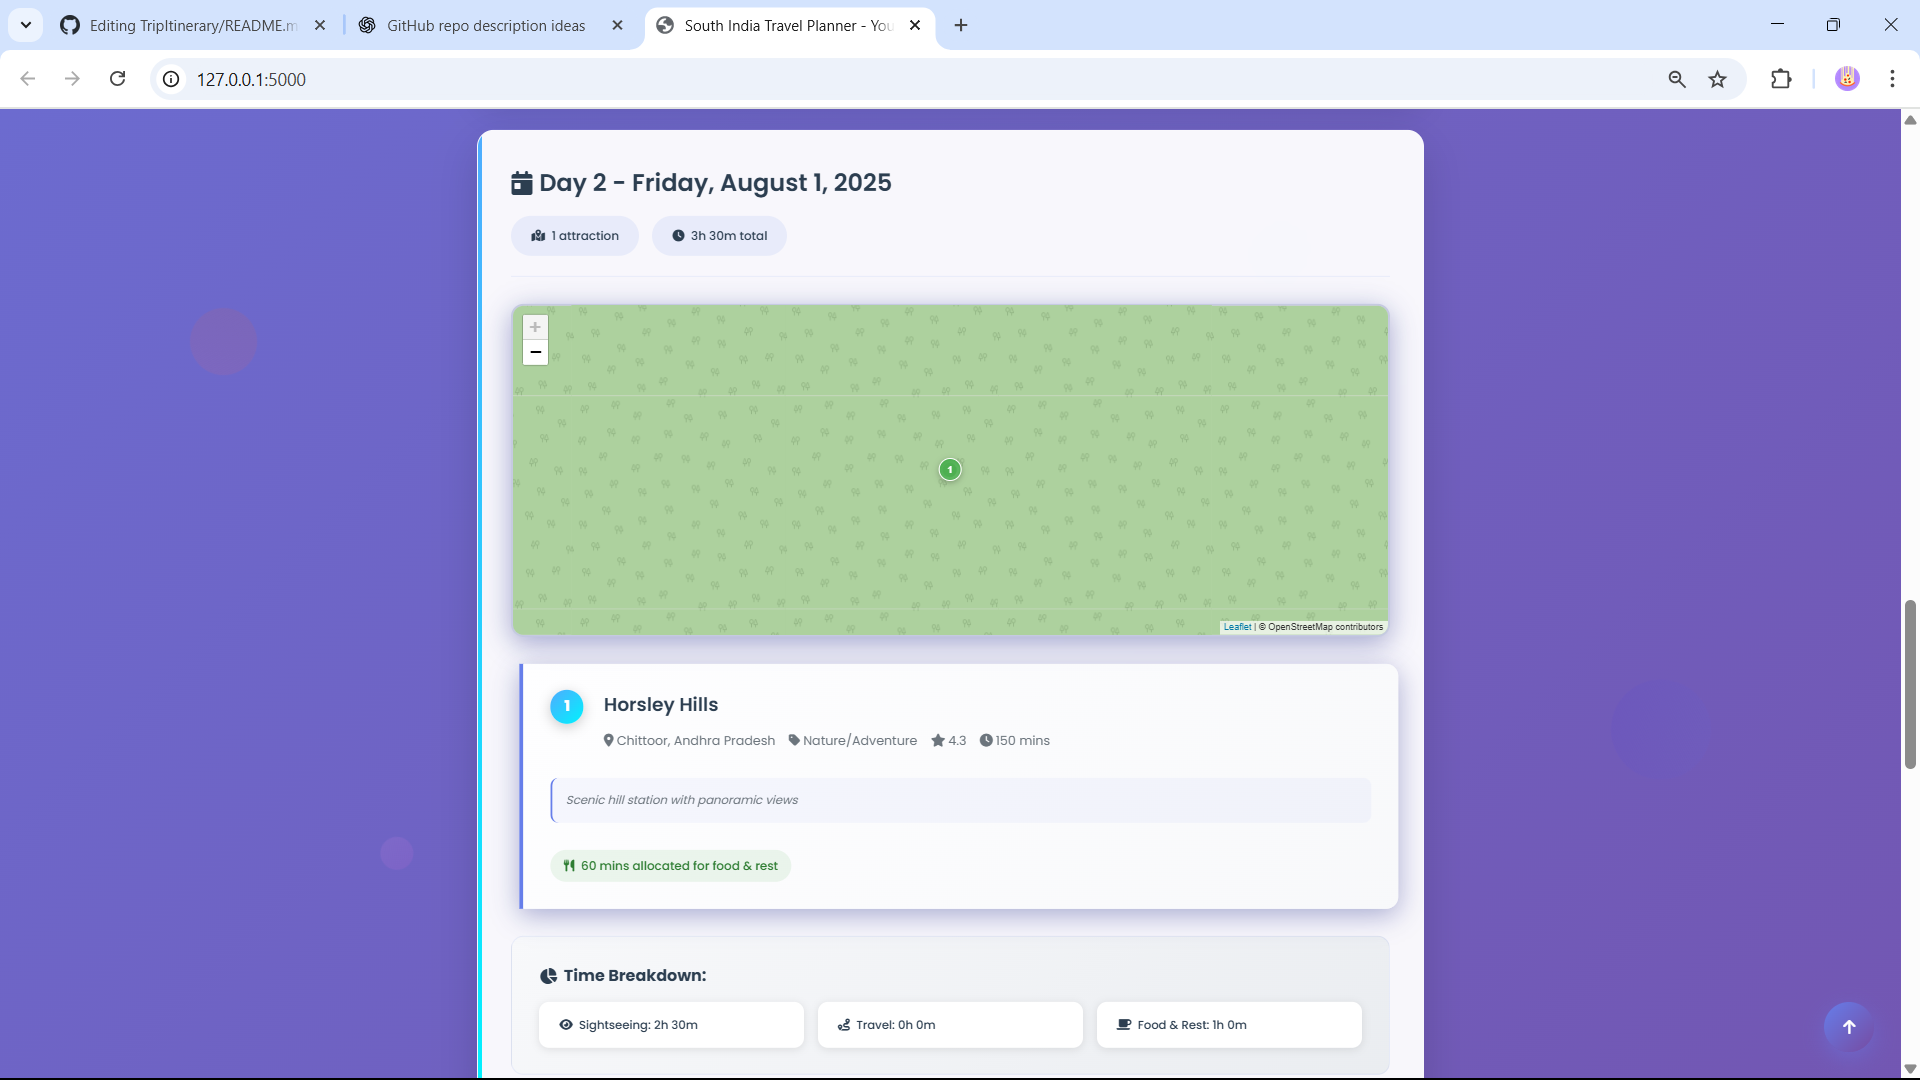 Editing TripItinerary/README.m
GitHub repo description ideas
South India Travel Planner - You
127.0.0.1:5000
Day 2 - Friday, August 1, 2025
1 attraction
3h 30m total
+
−
1
Leaflet | © OpenStreetMap contributors
1
Horsley Hills
Chittoor, Andhra Pradesh Nature/Adventure 4.3 150 mins
Scenic hill station with panoramic views
60 mins allocated for food & rest
Time Breakdown:
Sightseeing: 2h 30m
Travel: 0h 0m
Food & Rest: 1h 0m